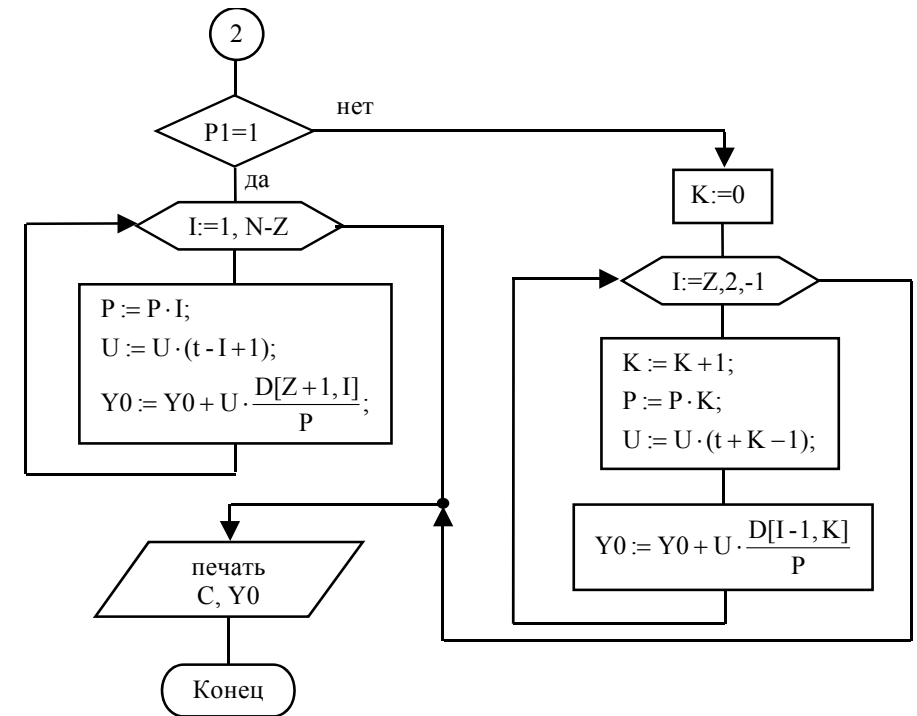 2
P1=1
нет
да
I:=1, N-Z
P := P · I;
U := U · (t - I + 1);
Y0 := Y0 + U · D[Z + 1, I] / P;
K:=0
I:=Z,2,-1
K := K + 1;
P := P · K;
U := U · (t + K − 1);
Y0 := Y0 + U · D[I - 1, K] / P
печать
C, Y0
Конец